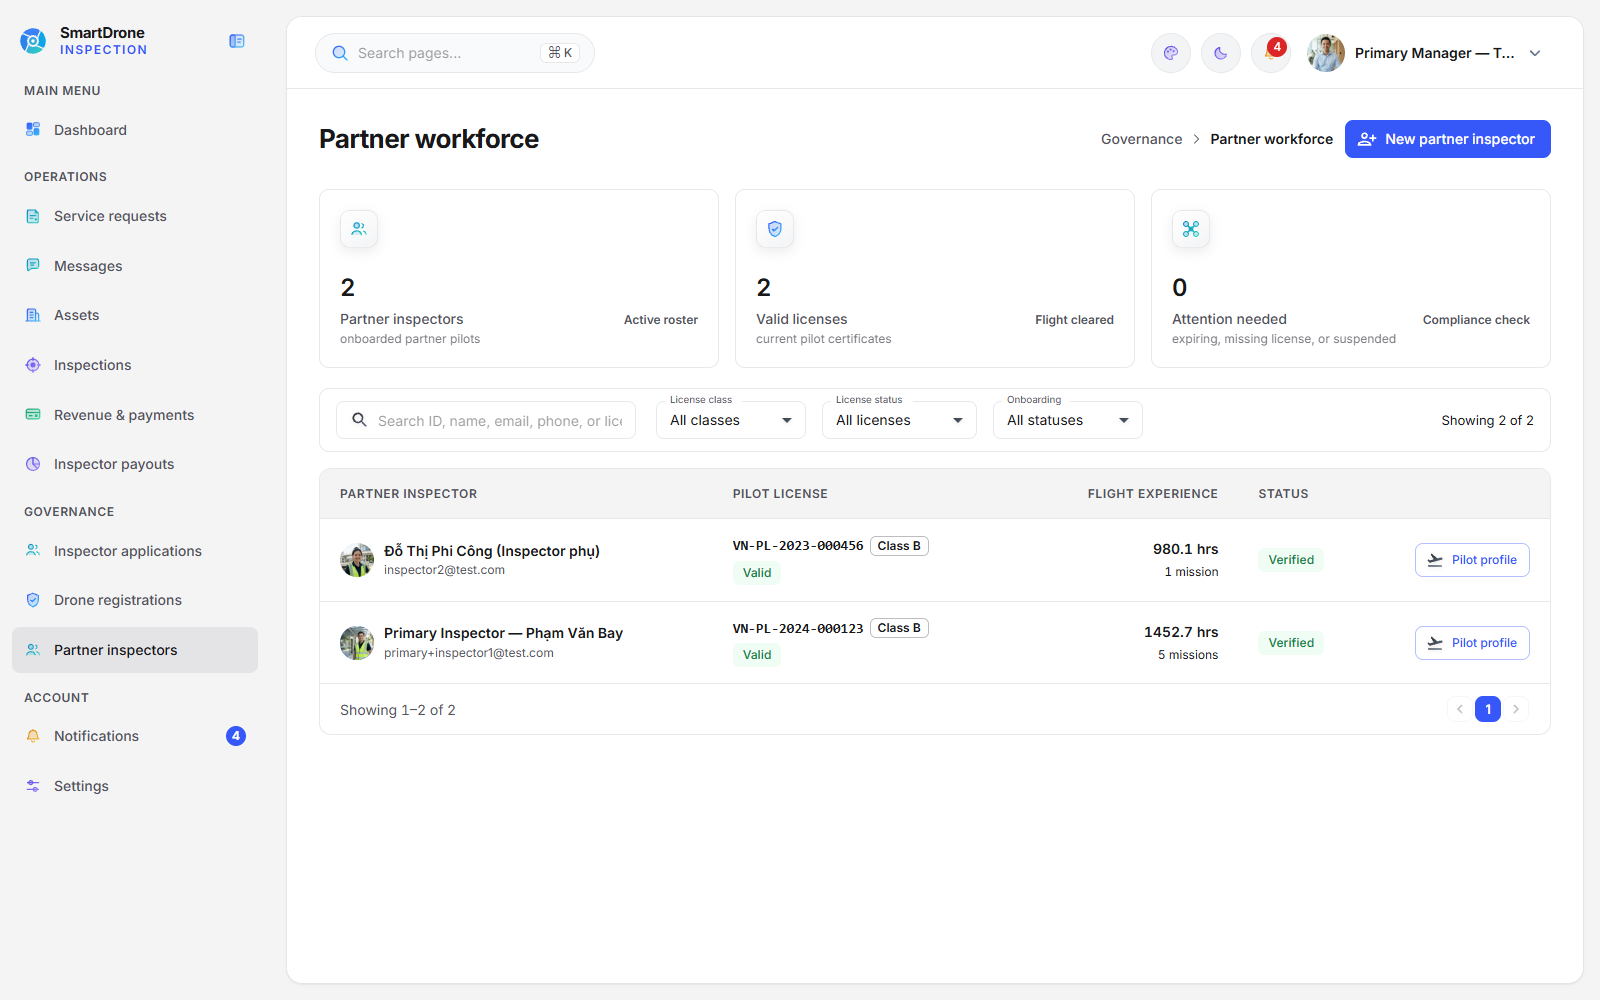 SmartDrone
INSPECTION
MAIN MENU
Dashboard
OPERATIONS
Service requests
Messages
Assets
Inspections
Revenue & payments
Inspector payouts
GOVERNANCE
Inspector applications
Drone registrations
Partner inspectors
ACCOUNT
Notifications 4
Settings
Search pages... ⌘ K
4
Primary Manager — T...
Partner workforce
Governance > Partner workforce
New partner inspector
2
Partner inspectors
Active roster
onboarded partner pilots
2
Valid licenses
Flight cleared
current pilot certificates
0
Attention needed
Compliance check
expiring, missing license, or suspended
Search ID, name, email, phone, or lice
License class
All classes
License status
All licenses
Onboarding
All statuses
Showing 2 of 2
PARTNER INSPECTOR PILOT LICENSE FLIGHT EXPERIENCE STATUS
Đỗ Thị Phi Công (Inspector phụ)
inspector2@test.com
VN-PL-2023-000456 Class B
Valid
980.1 hrs
1 mission
Verified
Pilot profile
Primary Inspector — Phạm Văn Bay
primary+inspector1@test.com
VN-PL-2024-000123 Class B
Valid
1452.7 hrs
5 missions
Verified
Pilot profile
Showing 1–2 of 2
1